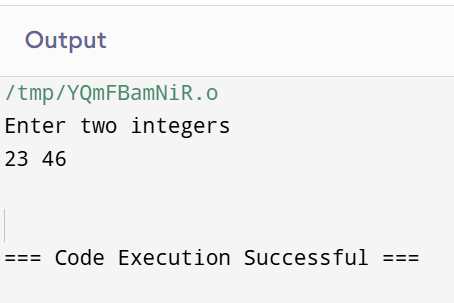 Output
/tmp/YQmFBamNiR.o
Enter two integers
23 46
=== Code Execution Successful ===